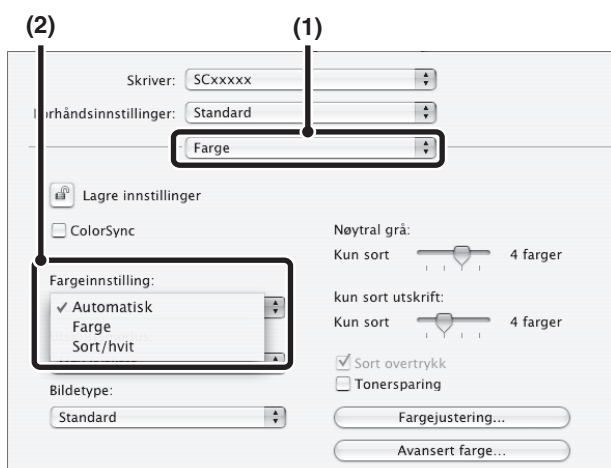 (2)
(1)
Skriver: SCxxxxx
Standard
Farge
Lagre innstillinger
ColorSync
Fargeinnstilling:
✓ Automatisk
Farge
Sort/hvit
Bildetype:
Standard
Nøytral grå:
Kun sort 4 farger
kun sort utskrift:
Kun sort 4 farger
Sort overtrykk
Tonersparing
Fargejustering...
Avansert farge...